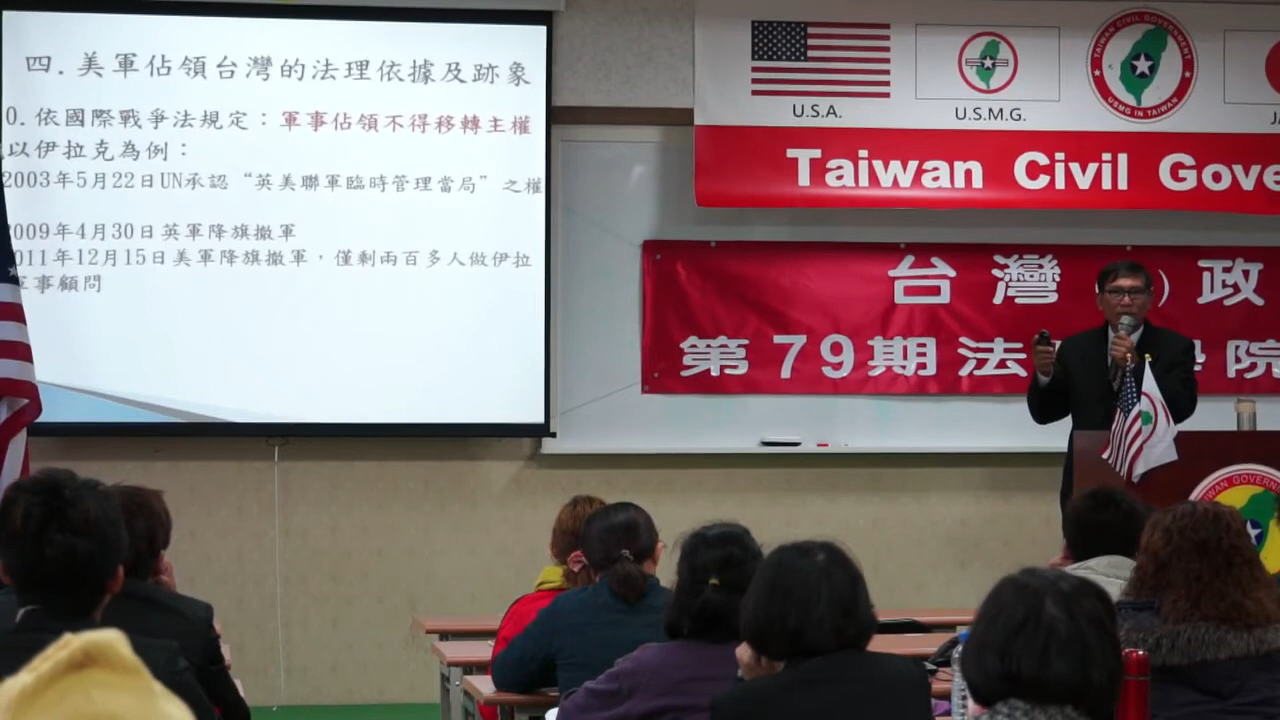 四.美軍佔領台灣的法理依據及跡象
0.依國際戰爭法規定：軍事佔領不得移轉主權
以伊拉克為例：
2003年5月22日UN承認“英美聯軍臨時管理當局”之權
2009年4月30日英軍降旗撤軍
2011年12月15日美軍降旗撤軍，僅剩兩百多人做伊拉
軍事顧問
U.S.A.
U.S.M.G.
TAIWAN CIVIL GOVERNMENT
USMG IN TAIWAN
Taiwan Civil Gove
台灣 ）政
第79期法 學院